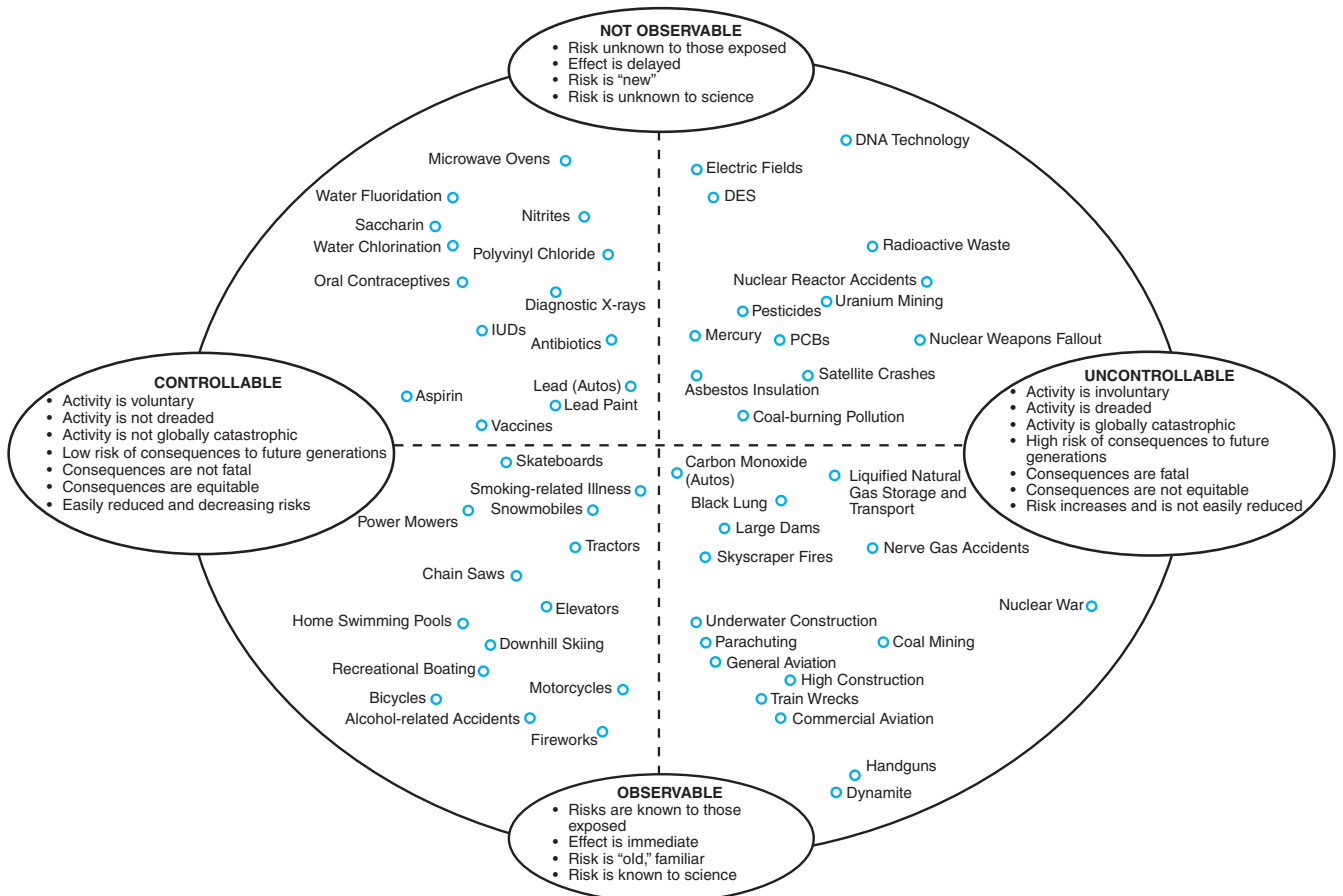 NOT OBSERVABLE
• Risk unknown to those exposed
• Effect is delayed
• Risk is “new”
• Risk is unknown to science
DNA Technology
Microwave Ovens
Electric Fields
Water Fluoridation
DES
Nitrites
Saccharin
Water Chlorination
Polyvinyl Chloride
Radioactive Waste
Oral Contraceptives
Nuclear Reactor Accidents
Diagnostic X-rays
Uranium Mining
Pesticides
IUDs
Antibiotics
Mercury
PCBs
Nuclear Weapons Fallout
Lead (Autos)
Asbestos Insulation
Satellite Crashes
Aspirin
Lead Paint
Coal-burning Pollution
Vaccines
CONTROLLABLE
• Activity is voluntary
• Activity is not dreaded
• Activity is not globally catastrophic
• Low risk of consequences to future generations
• Consequences are not fatal
• Consequences are equitable
• Easily reduced and decreasing risks
UNCONTROLLABLE
• Activity is involuntary
• Activity is dreaded
• Activity is globally catastrophic
• High risk of consequences to future
generations
• Consequences are fatal
• Consequences are not equitable
• Risk increases and is not easily reduced
Skateboards
Carbon Monoxide
(Autos)
Liquified Natural
Gas Storage and
Transport
Smoking-related Illness
Black Lung
Snowmobiles
Power Mowers
Large Dams
Tractors
Skyscraper Fires
Nerve Gas Accidents
Chain Saws
Elevators
Nuclear War
Home Swimming Pools
Underwater Construction
Downhill Skiing
Parachuting
Coal Mining
General Aviation
Recreational Boating
High Construction
Motorcycles
Bicycles
Train Wrecks
Alcohol-related Accidents
Commercial Aviation
Fireworks
Handguns
Dynamite
OBSERVABLE
• Risks are known to those
exposed
• Effect is immediate
• Risk is “old,” familiar
• Risk is known to science